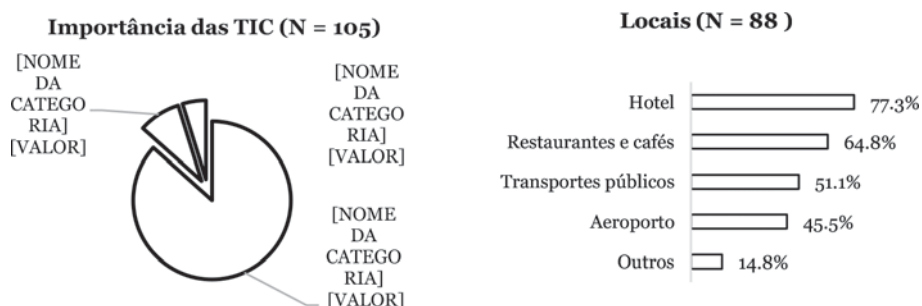 Importância das TIC (N = 105)
[NOME
DA
CATEGO
RIA]
[VALOR]
[NOME
DA
CATEGO
RIA]
[VALOR]
[NOME
DA
CATEGO
RIA]
[VALOR]
Locais (N = 88 )
Hotel 77.3%
Restaurantes e cafés 64.8%
Transportes públicos 51.1%
Aeroporto 45.5%
Outros 14.8%